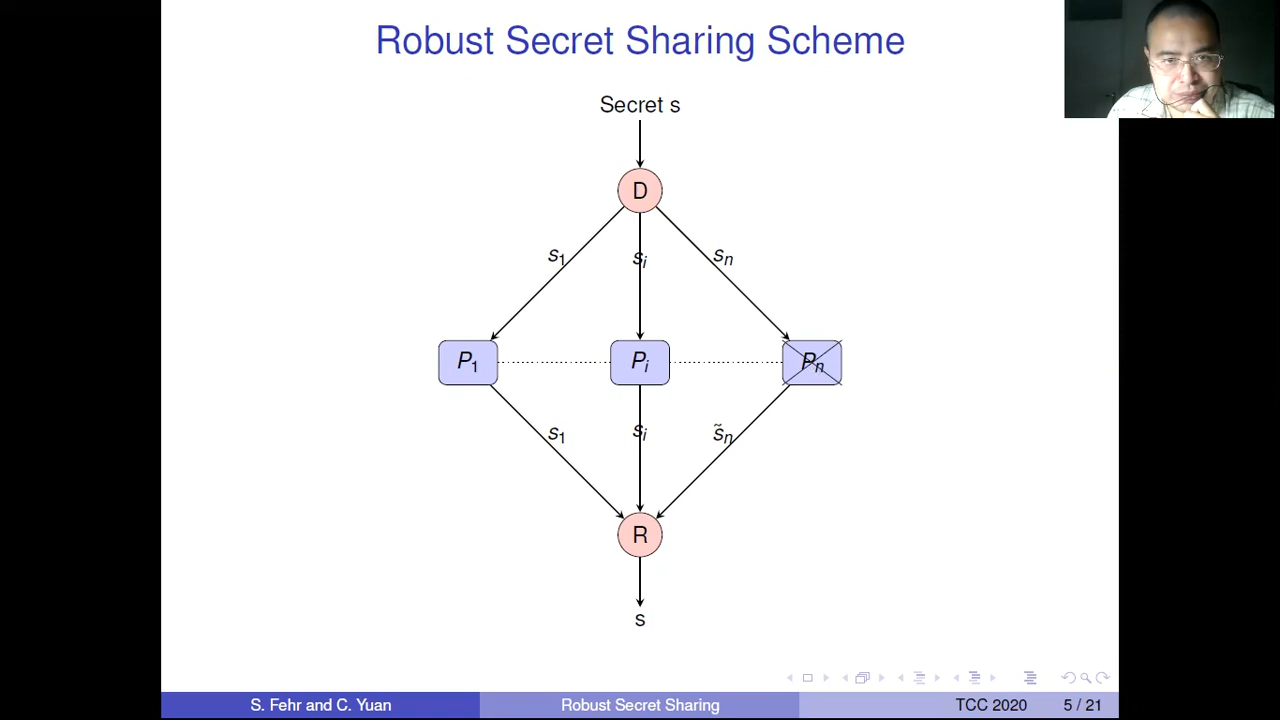 Robust Secret Sharing Scheme
Secret s
D
s₁ sᵢ sₙ
P₁ Pᵢ Pₙ
s₁ sᵢ s̃ₙ
R
s
S. Fehr and C. Yuan Robust Secret Sharing TCC 2020 5 / 21